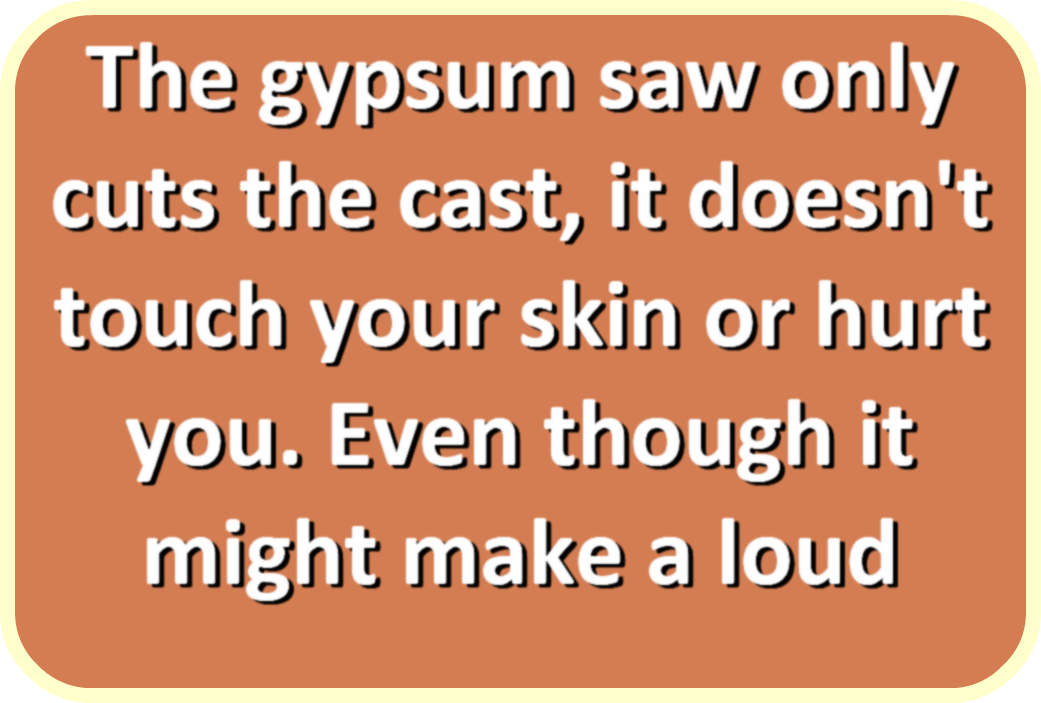 The gypsum saw only
cuts the cast, it doesn't
touch your skin or hurt
you. Even though it
might make a loud